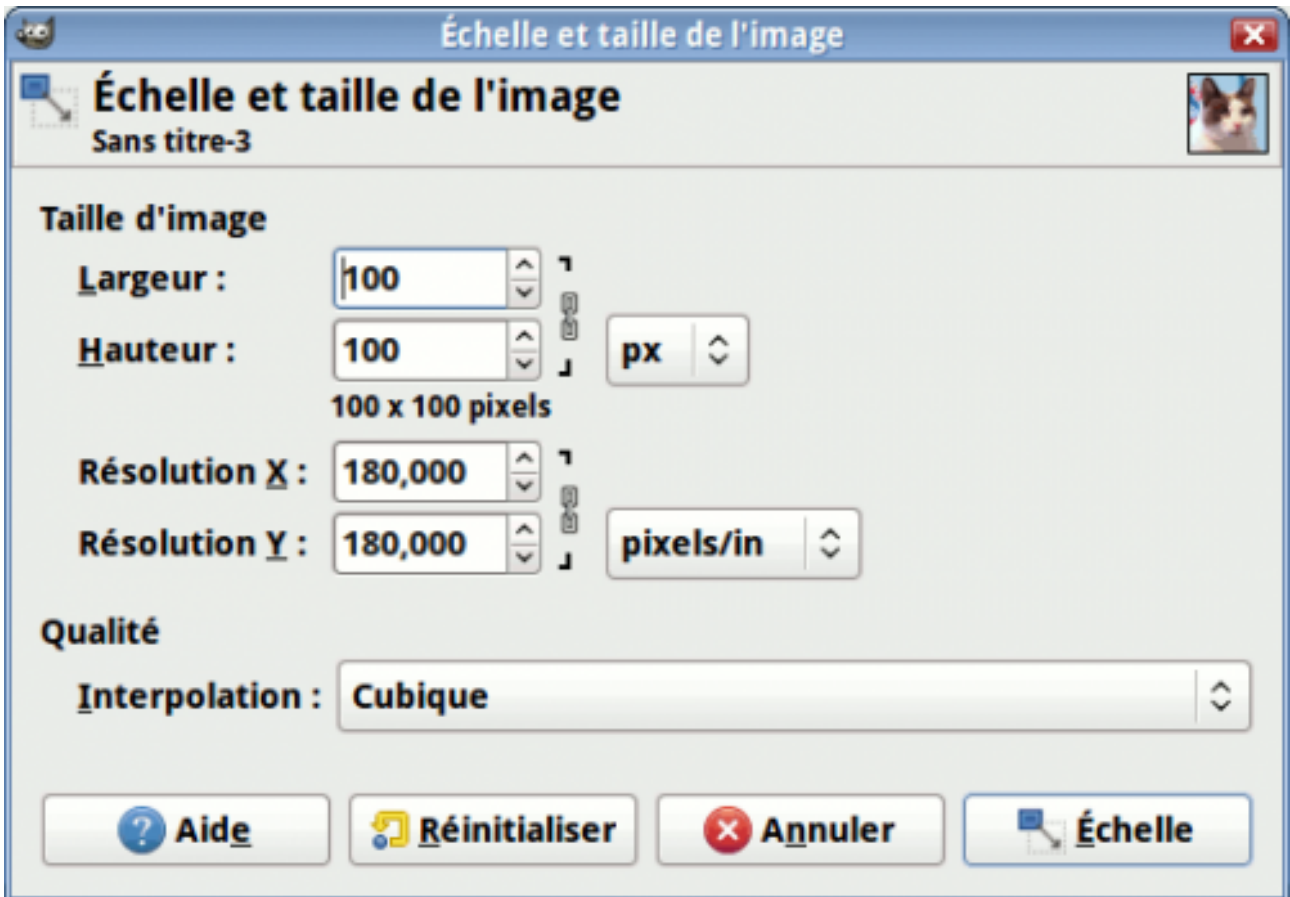 Échelle et taille de l'image
Échelle et taille de l'image
Sans titre-3
Taille d'image
Largeur : 100
Hauteur : 100 px
100 x 100 pixels
Résolution X : 180,000
Résolution Y : 180,000 pixels/in
Qualité
Interpolation : Cubique
Aide Réinitialiser Annuler Échelle